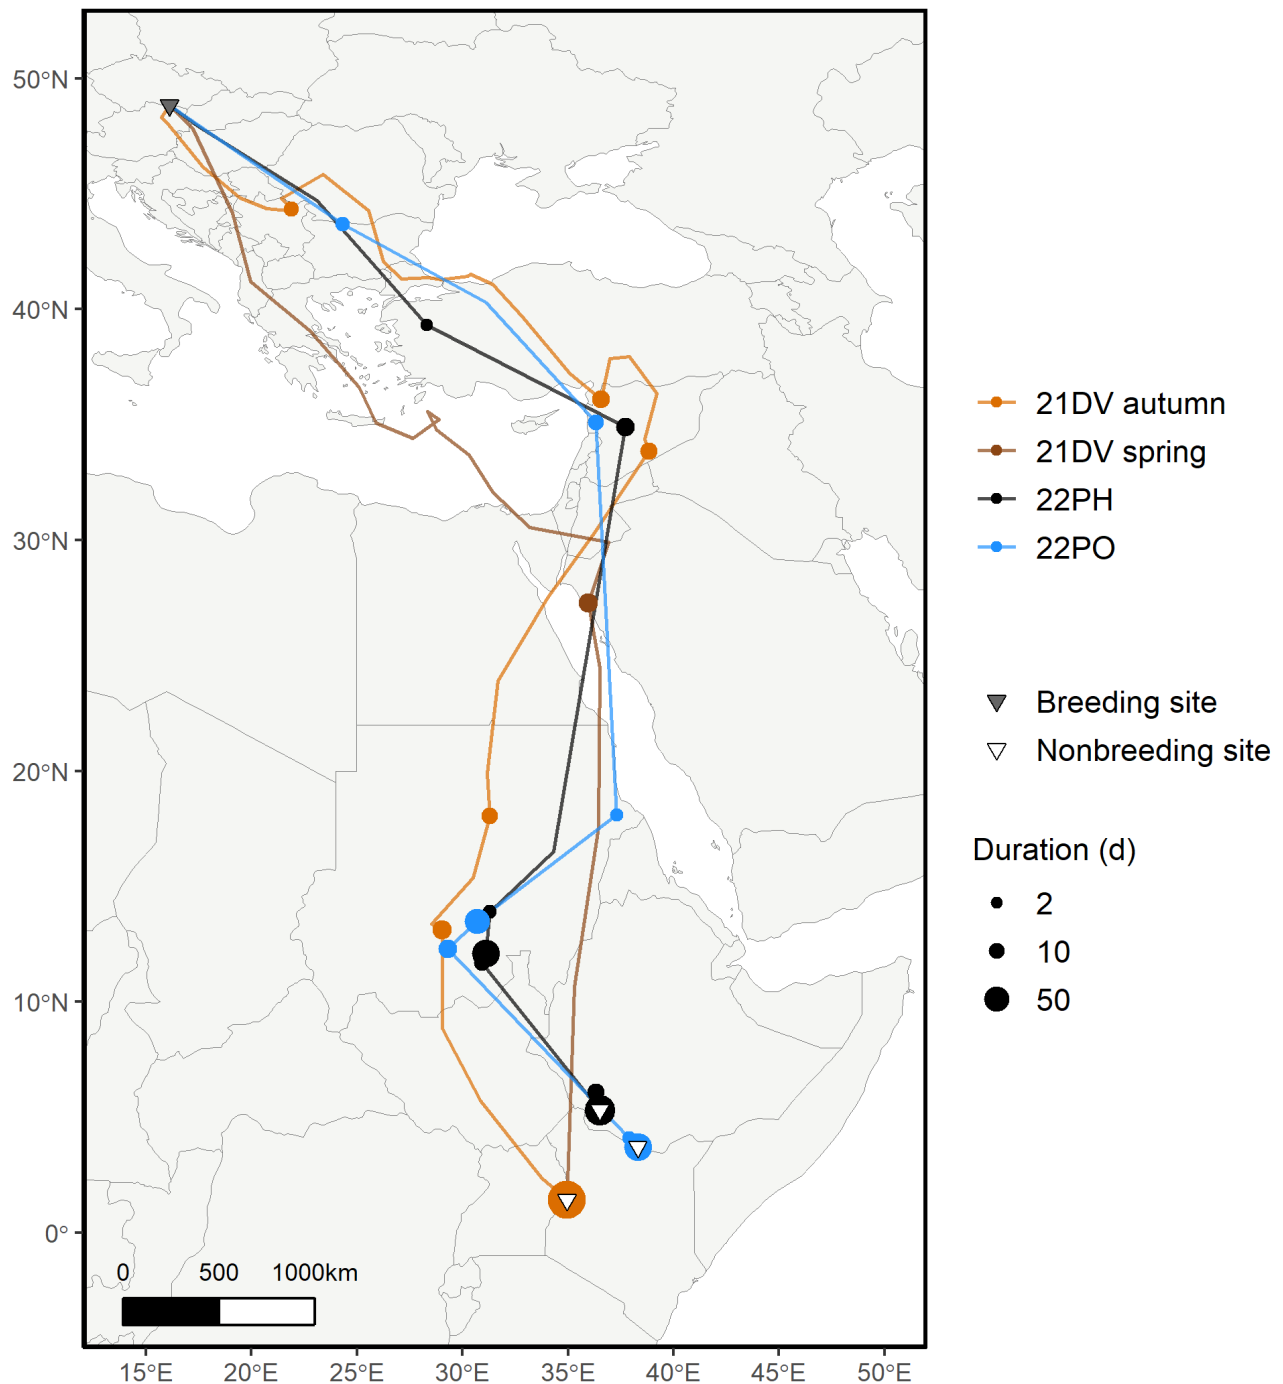 50°N
40°N
30°N
20°N
10°N
0°
15°E
20°E
25°E
30°E
35°E
40°E
45°E
50°E
0 500 1000km
21DV autumn
21DV spring
22PH
22PO
Breeding site
Nonbreeding site
Duration (d)
2
10
50